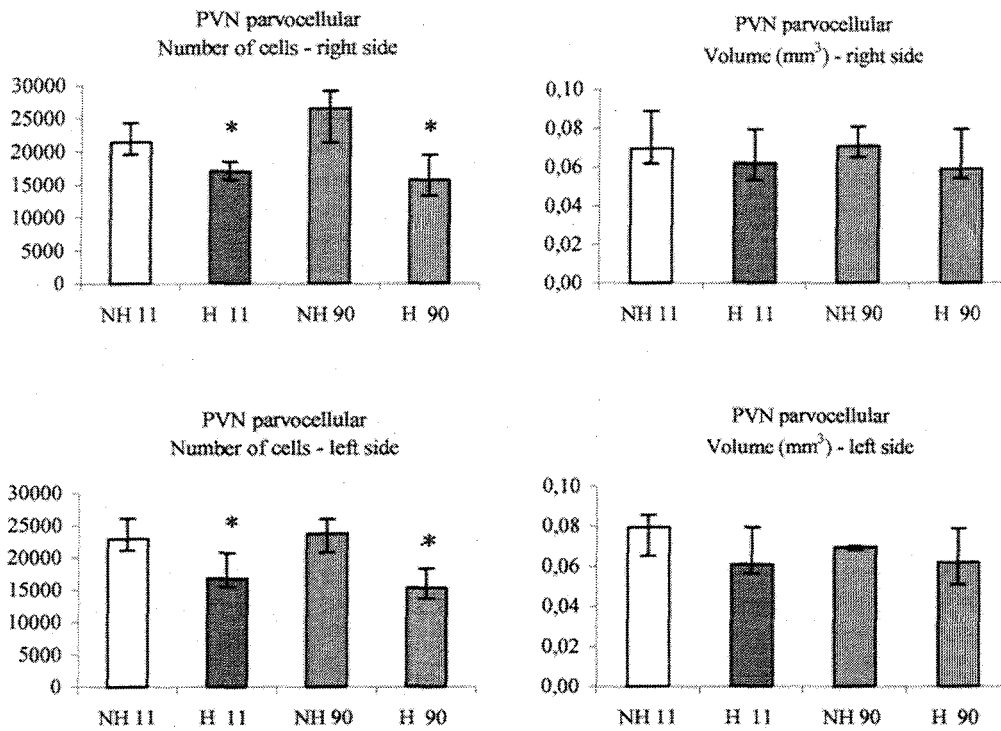 PVN parvocellular
Number of cells - right side
30000
25000
20000
15000
10000
5000
0
*
*
NH 11 H 11 NH 90 H 90
PVN parvocellular
Volume (mm³) - right side
0,10
0,08
0,06
0,04
0,02
0,00
NH 11 H 11 NH 90 H 90
PVN parvocellular
Number of cells - left side
30000
25000
20000
15000
10000
5000
0
*
*
NH 11 H 11 NH 90 H 90
PVN parvocellular
Volume (mm³) - left side
0,10
0,08
0,06
0,04
0,02
0,00
NH 11 H 11 NH 90 H 90